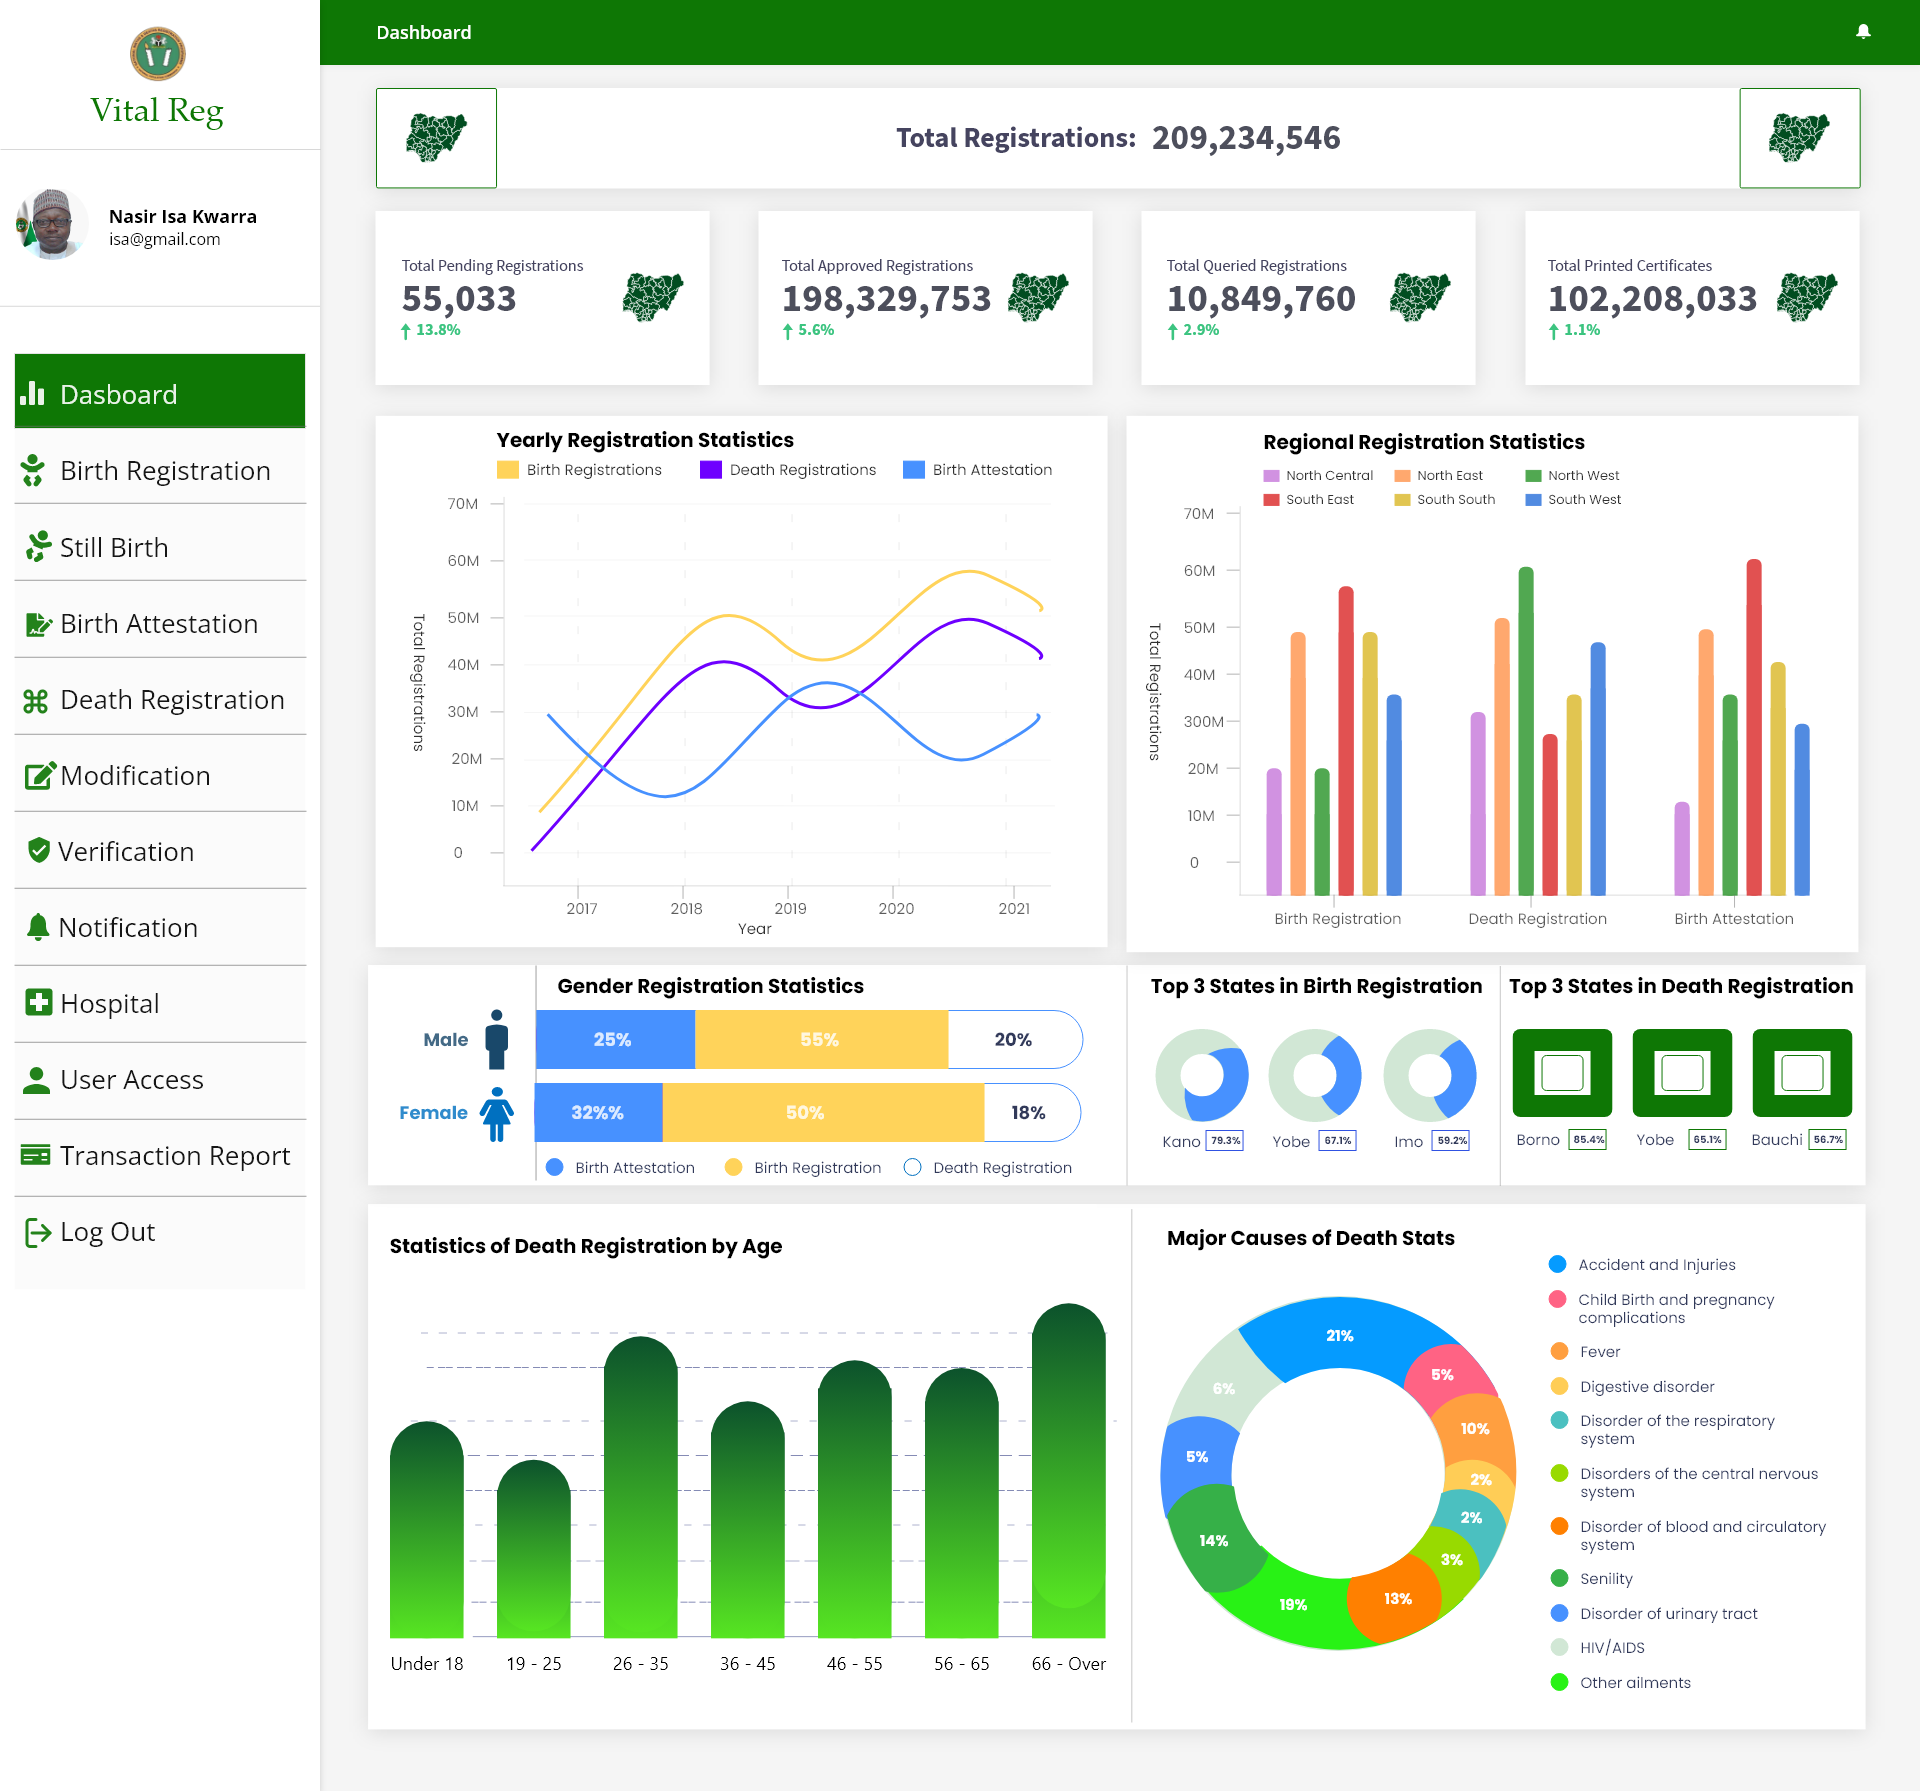 Vital Reg
Nasir Isa Kwarra
isa@gmail.com
Dasboard
Birth Registration
Still Birth
Birth Attestation
Death Registration
Modification
Verification
Notification
Hospital
User Access
Transaction Report
Log Out
Dashboard
Total Registrations: 209,234,546
Total Pending Registrations
55,033
13.8%
Total Approved Registrations
198,329,753
5.6%
Total Queried Registrations
10,849,760
2.9%
Total Printed Certificates
102,208,033
1.1%
Yearly Registration Statistics
Birth Registrations Death Registrations Birth Attestation
70M
60M
50M
40M
30M
20M
10M
0
Total Registrations
2017 2018 2019 2020 2021
Year
Regional Registration Statistics
North Central North East North West
South East South South South West
70M
60M
50M
40M
300M
20M
10M
0
Total Registrations
Birth Registration Death Registration Birth Attestation
Gender Registration Statistics
Male 25% 55% 20%
Female 32%% 50% 18%
Birth Attestation Birth Registration Death Registration
Top 3 States in Birth Registration
Kano 79.3% Yobe 67.1% Imo 59.2%
Top 3 States in Death Registration
Borno 85.4% Yobe 65.1% Bauchi 56.7%
Statistics of Death Registration by Age
Under 18 19 - 25 26 - 35 36 - 45 46 - 55 56 - 65 66 - Over
Major Causes of Death Stats
21%
5%
10%
2%
2%
3%
13%
19%
14%
5%
6%
Accident and Injuries
Child Birth and pregnancy
complications
Fever
Digestive disorder
Disorder of the respiratory
system
Disorders of the central nervous
system
Disorder of blood and circulatory
system
Senility
Disorder of urinary tract
HIV/AIDS
Other ailments